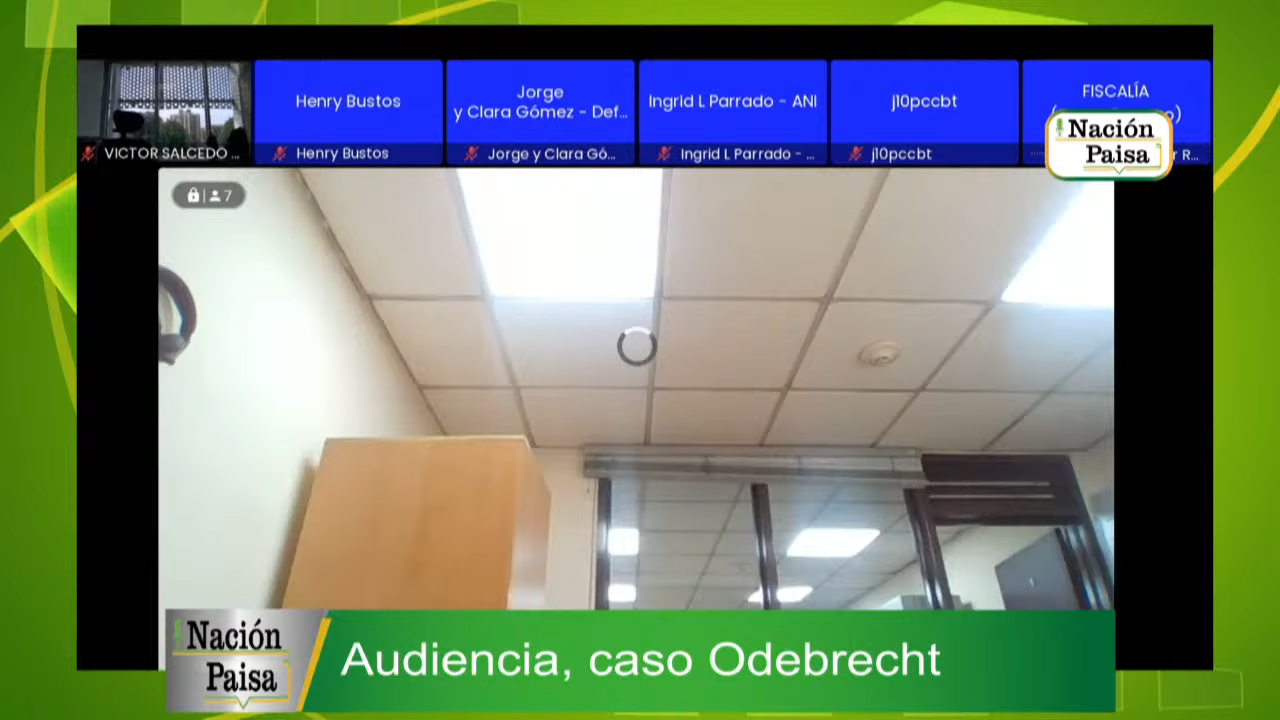 Henry Bustos
Jorge
y Clara Gómez - Def...
Ingrid L Parrado - ANI
j10pccbt
FISCALÍA
VICTOR SALCEDO ...
Henry Bustos
Jorge y Clara Gó...
Ingrid L Parrado - ...
j10pccbt
r R...
Nación
Paisa
7
Nación
Paisa
Audiencia, caso Odebrecht